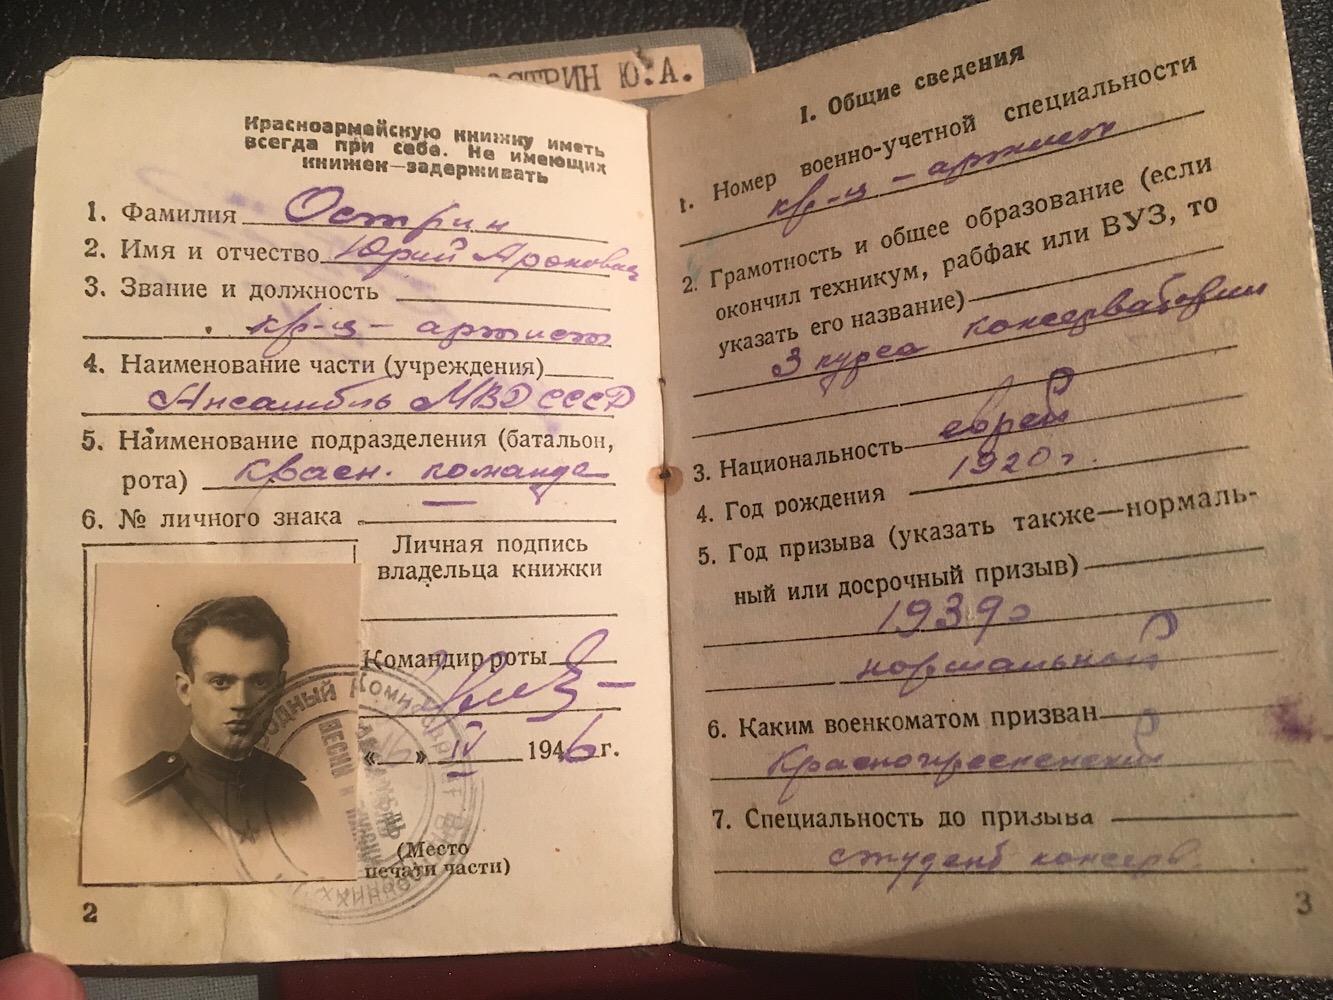 ОСТРИН Ю.А.
Красноармейскую книжку иметь
всегда при себе. Не имеющих
книжек—задерживать
1. Фамилия Острин
2. Имя и отчество Юрий Аронович
3. Звание и должность
кр-ц - артист
4. Наименование части (учреждения)
Ансамбль МВД СССР
5. Наименование подразделения (батальон,
рота) красн. команда
6. № личного знака
Личная подпись
владельца книжки
Командир роты
« » IV 1946 г.
(Место
печати части)
2
I. Общие сведения
1. Номер военно-учетной специальности
кр-ц - артист
2. Грамотность и общее образование (если
окончил техникум, рабфак или ВУЗ, то
указать его название)
3 курса консерватории
3. Национальность еврей
4. Год рождения 1920 г.
5. Год призыва (указать также—нормаль-
ный или досрочный призыв)
1939 г
нормальный
6. Каким военкоматом призван
Краснопресненский
7. Специальность до призыва
студент консерв.
3